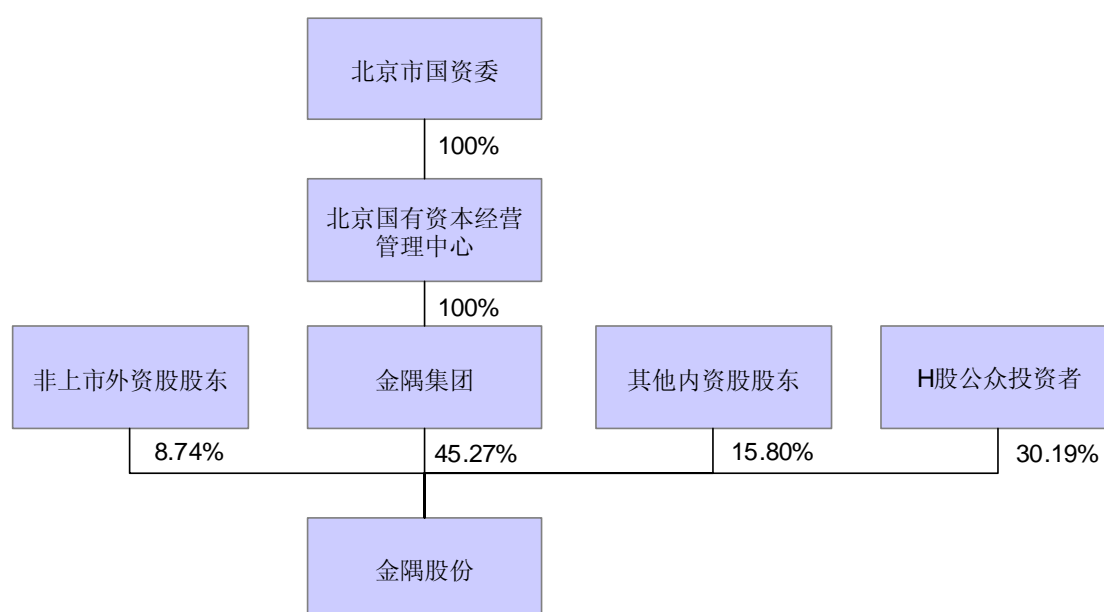 北京市国资委
100%
北京国有资本经营
管理中心
100%
非上市外资股股东
金隅集团
其他内资股股东
H股公众投资者
8.74%
45.27%
15.80%
30.19%
金隅股份